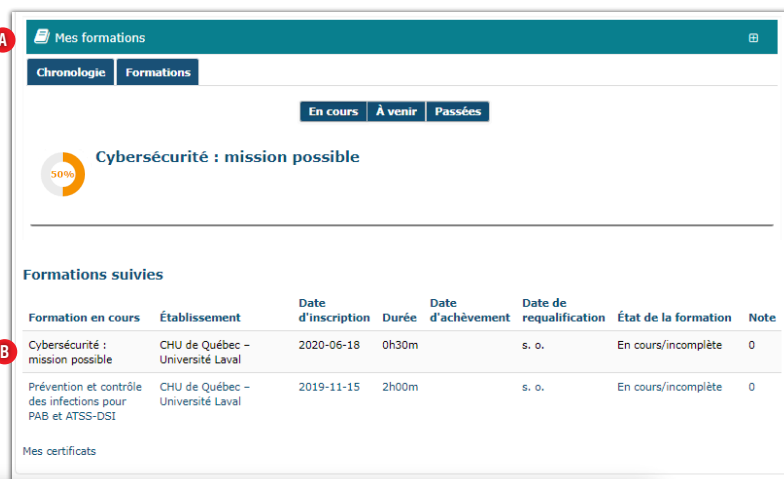 A
Mes formations
Chronologie Formations
En cours À venir Passées
Cybersécurité : mission possible
50%
Formations suivies
Formation en cours Établissement Date d'inscription Durée Date d'achèvement Date de requalification État de la formation Note
B
Cybersécurité : mission possible CHU de Québec – Université Laval 2020-06-18 0h30m s. o. En cours/incomplète 0
Prévention et contrôle des infections pour PAB et ATSS-DSI CHU de Québec – Université Laval 2019-11-15 2h00m s. o. En cours/incomplète 0
Mes certificats